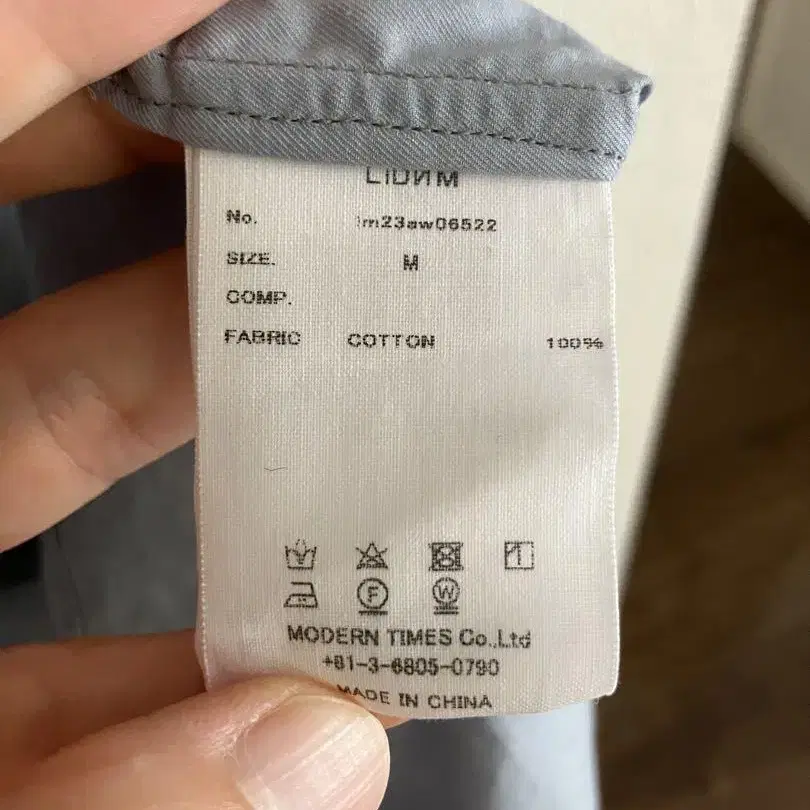 LIDNM
No. lm23aw06522
SIZE. M
COMP.
FABRIC COTTON 100%
F W
MODERN TIMES Co.,Ltd
+81-3-6805-0790
MADE IN CHINA